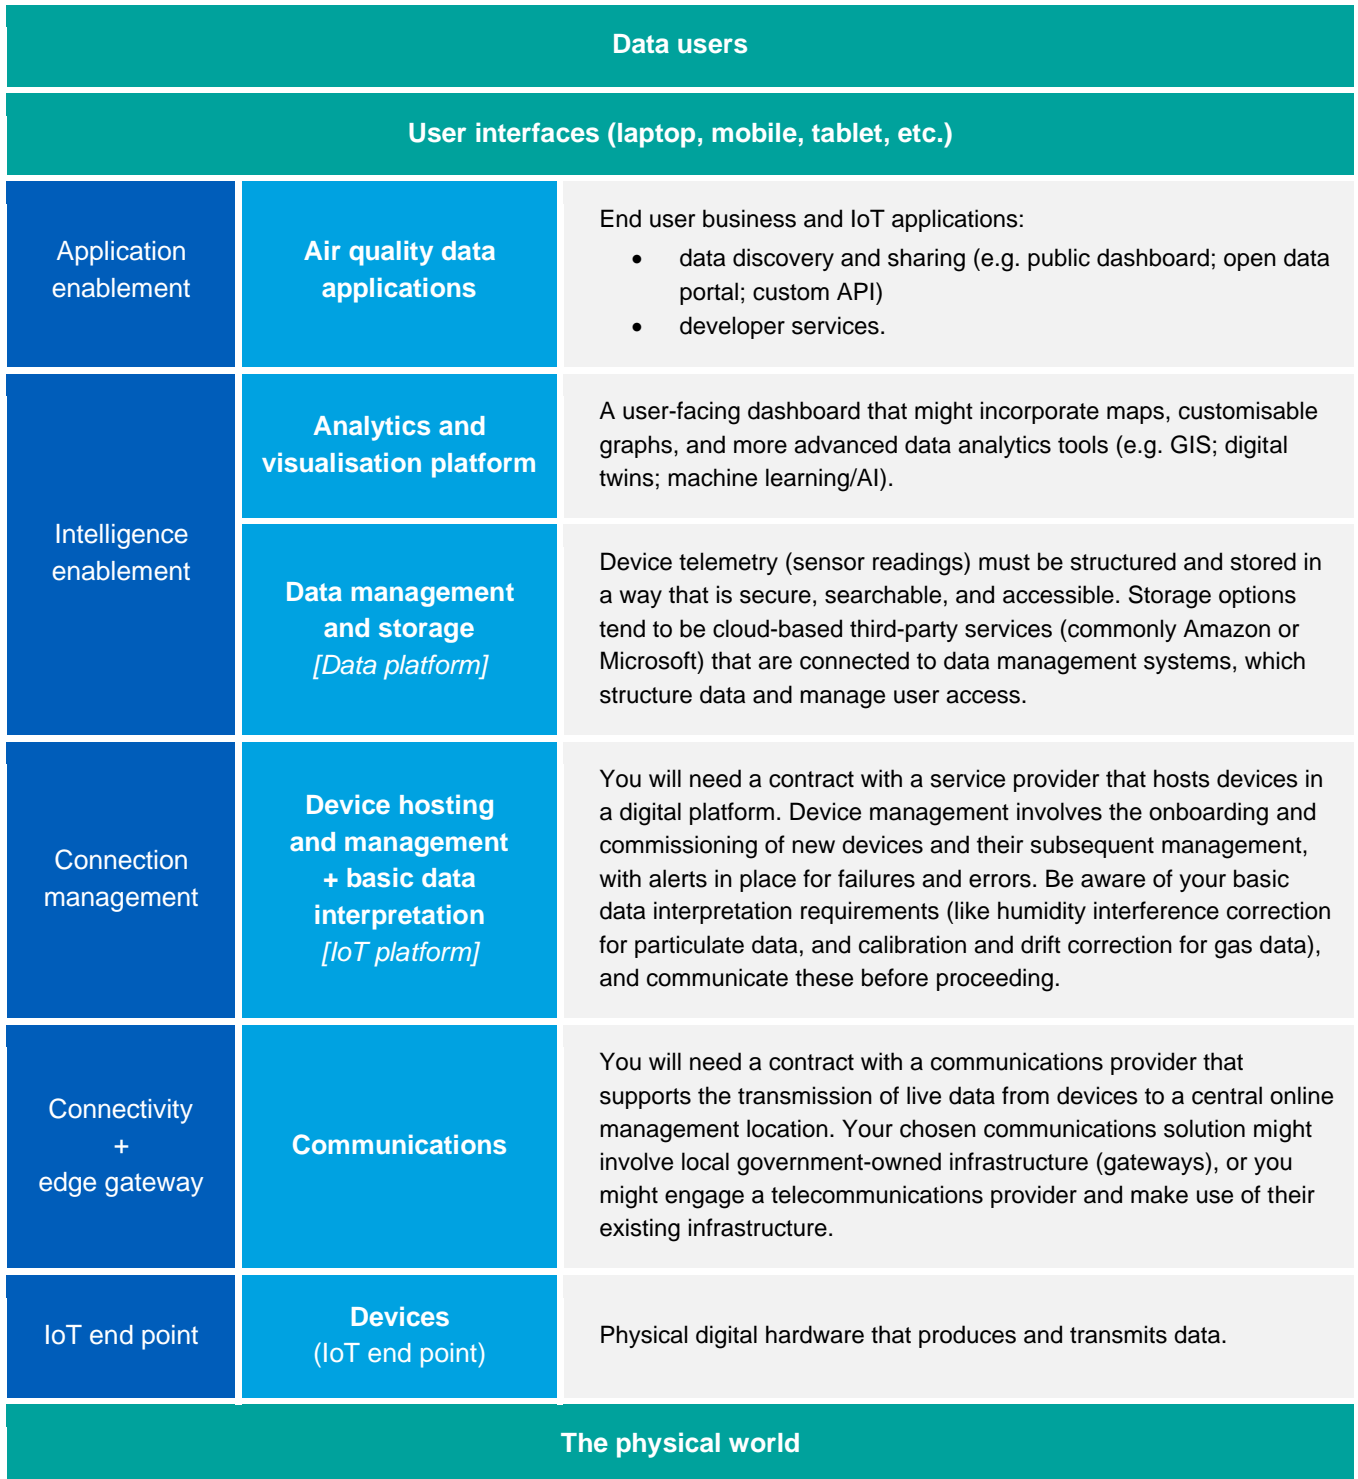 Data users
User interfaces (laptop, mobile, tablet, etc.)
Application
enablement
Air quality data
applications
End user business and IoT applications:
• data discovery and sharing (e.g. public dashboard; open data
portal; custom API)
• developer services.
Intelligence
enablement
Analytics and
visualisation platform
A user-facing dashboard that might incorporate maps, customisable
graphs, and more advanced data analytics tools (e.g. GIS; digital
twins; machine learning/AI).
Data management
and storage
[Data platform]
Device telemetry (sensor readings) must be structured and stored in
a way that is secure, searchable, and accessible. Storage options
tend to be cloud-based third-party services (commonly Amazon or
Microsoft) that are connected to data management systems, which
structure data and manage user access.
Connection
management
Device hosting
and management
+ basic data
interpretation
[IoT platform]
You will need a contract with a service provider that hosts devices in
a digital platform. Device management involves the onboarding and
commissioning of new devices and their subsequent management,
with alerts in place for failures and errors. Be aware of your basic
data interpretation requirements (like humidity interference correction
for particulate data, and calibration and drift correction for gas data),
and communicate these before proceeding.
Connectivity
+
edge gateway
Communications
You will need a contract with a communications provider that
supports the transmission of live data from devices to a central online
management location. Your chosen communications solution might
involve local government-owned infrastructure (gateways), or you
might engage a telecommunications provider and make use of their
existing infrastructure.
IoT end point
Devices
(IoT end point)
Physical digital hardware that produces and transmits data.
The physical world